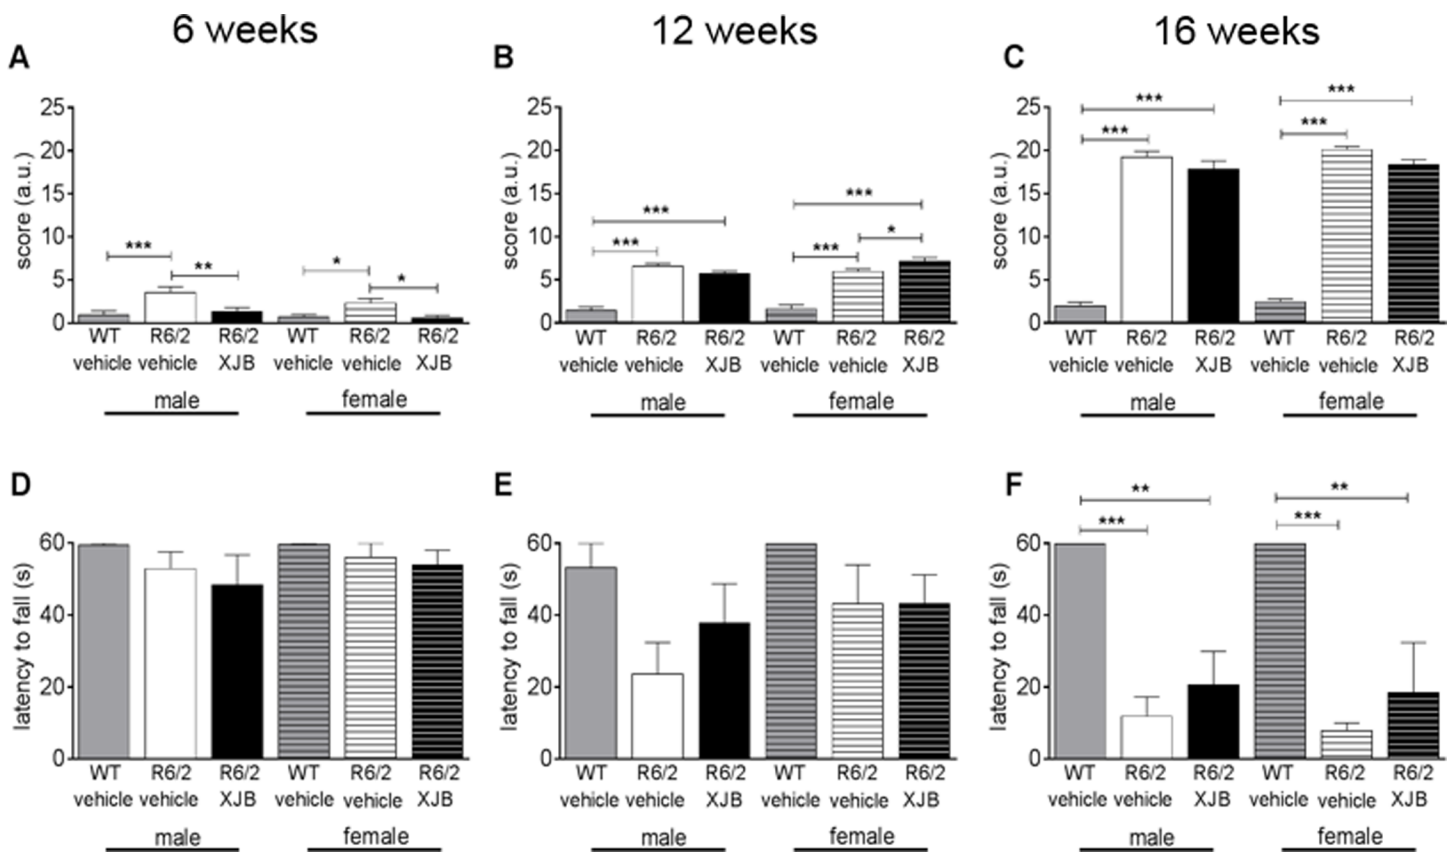 6 weeks
12 weeks
16 weeks
A
25
20
15
10
5
0
score (a.u.)
***
**
*
*
WT R6/2 R6/2 WT R6/2 R6/2
vehicle vehicle XJB vehicle vehicle XJB
male female
B
25
20
15
10
5
0
score (a.u.)
***
***
***
***
*
WT R6/2 R6/2 WT R6/2 R6/2
vehicle vehicle XJB vehicle vehicle XJB
male female
C
25
20
15
10
5
0
score (a.u.)
***
***
***
***
WT R6/2 R6/2 WT R6/2 R6/2
vehicle vehicle XJB vehicle vehicle XJB
male female
D
60
40
20
0
latency to fall (s)
WT R6/2 R6/2 WT R6/2 R6/2
vehicle vehicle XJB vehicle vehicle XJB
male female
E
60
40
20
0
latency to fall (s)
WT R6/2 R6/2 WT R6/2 R6/2
vehicle vehicle XJB vehicle vehicle XJB
male female
F
60
40
20
0
latency to fall (s)
**
***
**
***
WT R6/2 R6/2 WT R6/2 R6/2
vehicle vehicle XJB vehicle vehicle XJB
male female